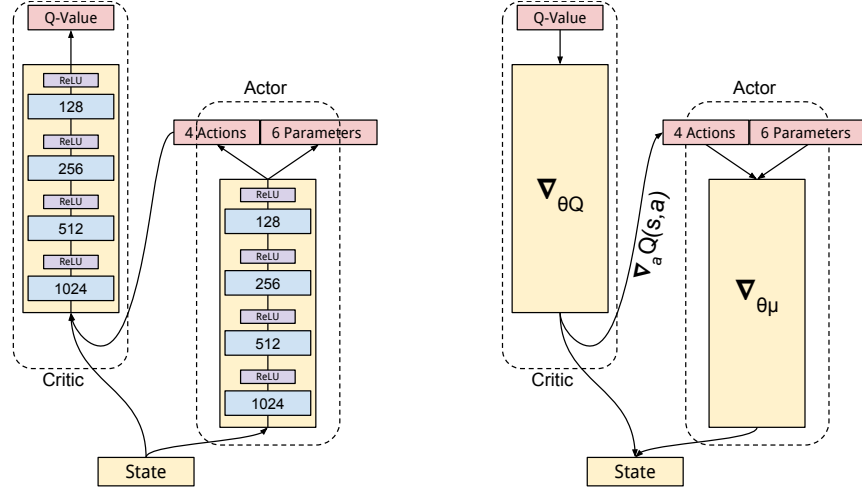 Q-Value
ReLU
128
ReLU
256
ReLU
512
ReLU
1024
Critic
Actor
4 Actions
6 Parameters
ReLU
128
ReLU
256
ReLU
512
ReLU
1024
State
Q-Value
∇θQ
Critic
∇a Q(s,a)
Actor
4 Actions
6 Parameters
∇θμ
State